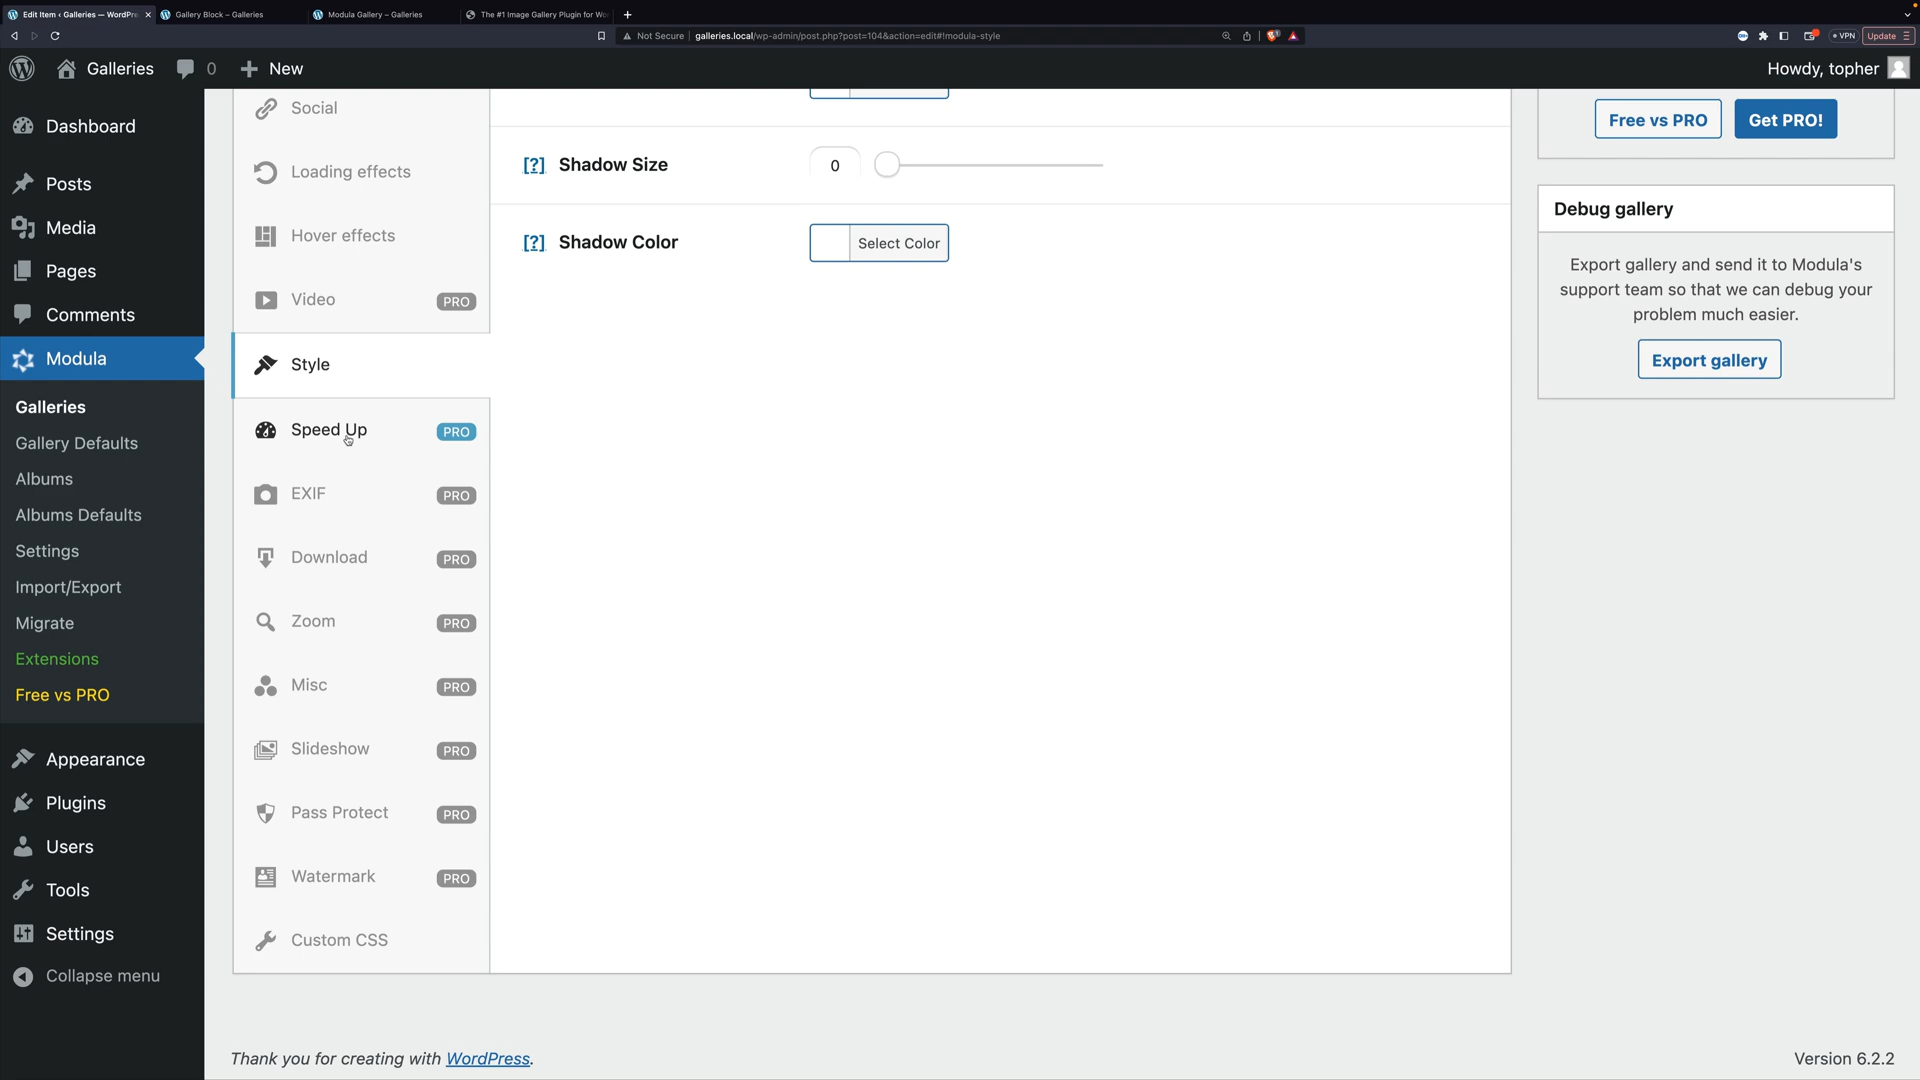 Edit Item ‹ Galleries — WordPre
Gallery Block – Galleries
Modula Gallery – Galleries
The #1 Image Gallery Plugin for Wo
Not Secure
galleries.local/wp-admin/post.php?post=104&action=edit#!modula-style
VPN
Update
Galleries
0
New
Howdy, topher
Dashboard
Posts
Media
Pages
Comments
Modula
Galleries
Gallery Defaults
Albums
Albums Defaults
Settings
Import/Export
Migrate
Extensions
Free vs PRO
Appearance
Plugins
Users
Tools
Settings
Collapse menu
Social
Loading effects
Hover effects
Video PRO
Style
Speed Up PRO
EXIF PRO
Download PRO
Zoom PRO
Misc PRO
Slideshow PRO
Pass Protect PRO
Watermark PRO
Custom CSS
[?] Shadow Size 0
[?] Shadow Color Select Color
Free vs PRO
Get PRO!
Debug gallery
Export gallery and send it to Modula's
support team so that we can debug your
problem much easier.
Export gallery
Thank you for creating with WordPress.
Version 6.2.2